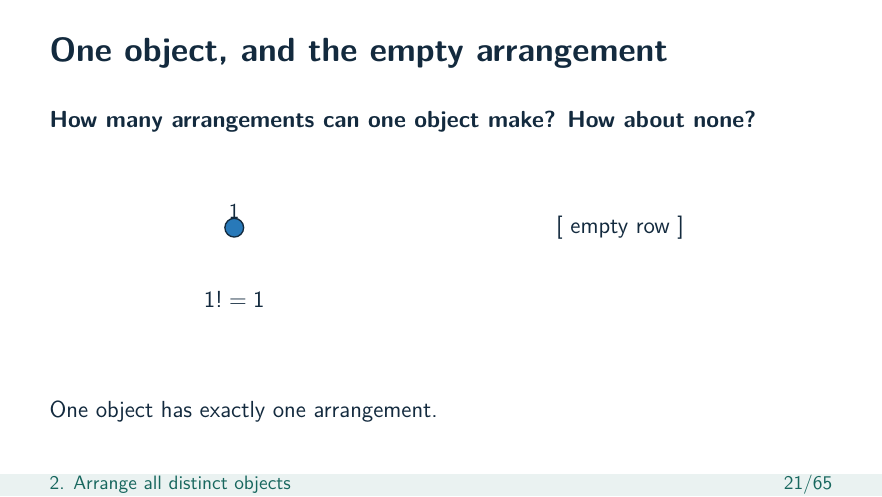 One object, and the empty arrangement
How many arrangements can one object make? How about none?
1
[ empty row ]
1! = 1
One object has exactly one arrangement.
2. Arrange all distinct objects
21/65